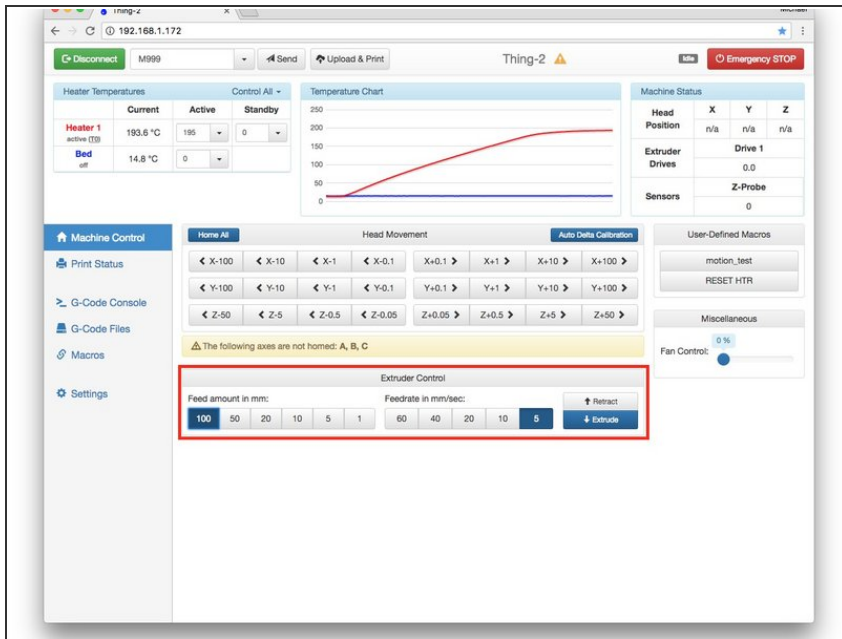 Thing-2
Michael
192.168.1.172
Disconnect M999 Send Upload & Print Thing-2 Idle Emergency STOP
Heater Temperatures Control All
Current Active Standby
Heater 1
active (T0)
193.6 °C 195 0
Bed
off
14.8 °C 0
Temperature Chart
250
200
150
100
50
0
Machine Status
Head Position X Y Z
n/a n/a n/a
Extruder Drives Drive 1
0.0
Sensors Z-Probe
0
Machine Control
Print Status
G-Code Console
G-Code Files
Macros
Settings
Home All Head Movement Auto Delta Calibration
X-100 X-10 X-1 X-0.1 X+0.1 X+1 X+10 X+100
Y-100 Y-10 Y-1 Y-0.1 Y+0.1 Y+1 Y+10 Y+100
Z-50 Z-5 Z-0.5 Z-0.05 Z+0.05 Z+0.5 Z+5 Z+50
The following axes are not homed: A, B, C
Extruder Control
Feed amount in mm: Feedrate in mm/sec:
100 50 20 10 5 1 60 40 20 10 5
Retract
Extrude
User-Defined Macros
motion_test
RESET HTR
Miscellaneous
Fan Control: 0 %